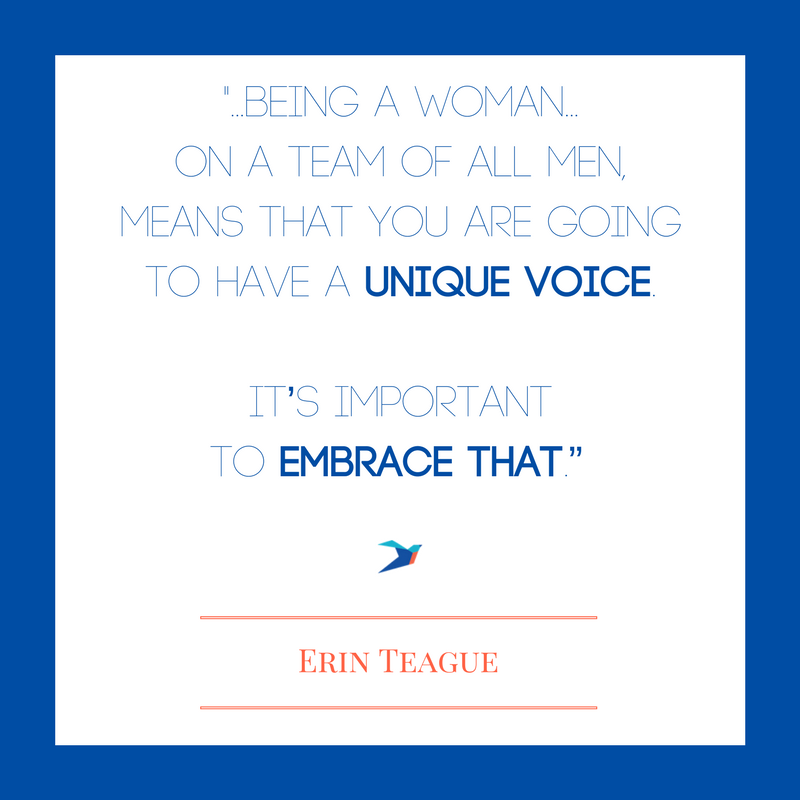 "...BEING A WOMAN...
ON A TEAM OF ALL MEN,
MEANS THAT YOU ARE GOING
TO HAVE A UNIQUE VOICE.
IT’S IMPORTANT
TO EMBRACE THAT.”
ERIN TEAGUE